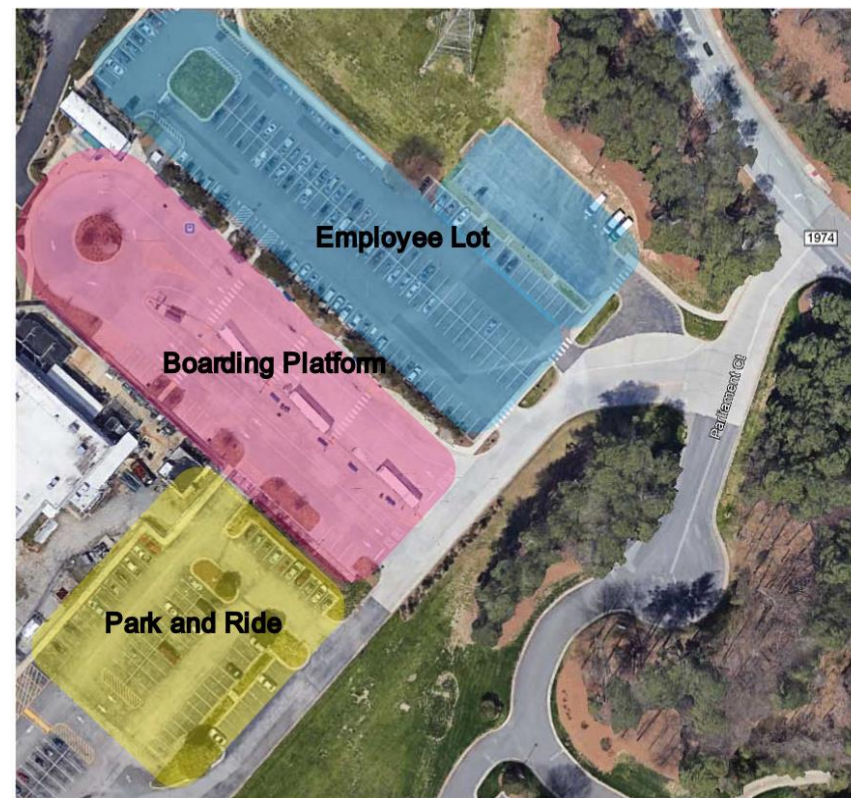 1974
Employee Lot
Boarding Platform
Parliament Ct
Park and Ride